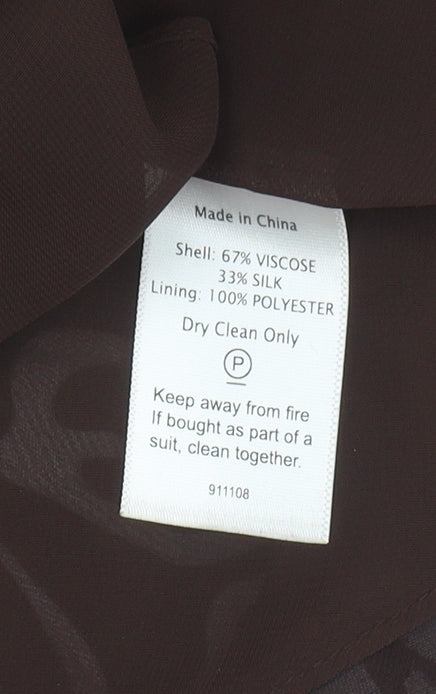 Made in China
Shell: 67% VISCOSE
33% SILK
Lining: 100% POLYESTER
Dry Clean Only
P
Keep away from fire
If bought as part of a
suit, clean together.
911108